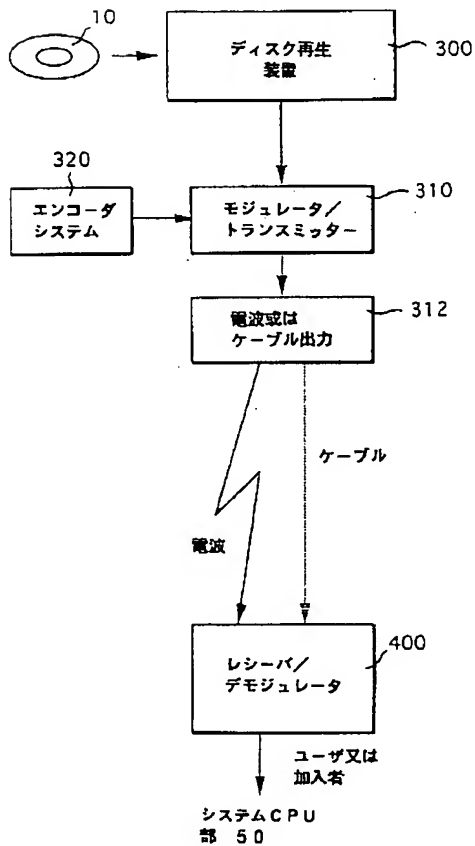 10
ディスク再生
装置
300
320
エンコーダ
システム
モジュレータ/
トランスミッター
310
電波或は
ケーブル出力
312
ケーブル
電波
レシーバ/
デモジュレータ
400
ユーザ又は
加入者
システムCPU
部 50